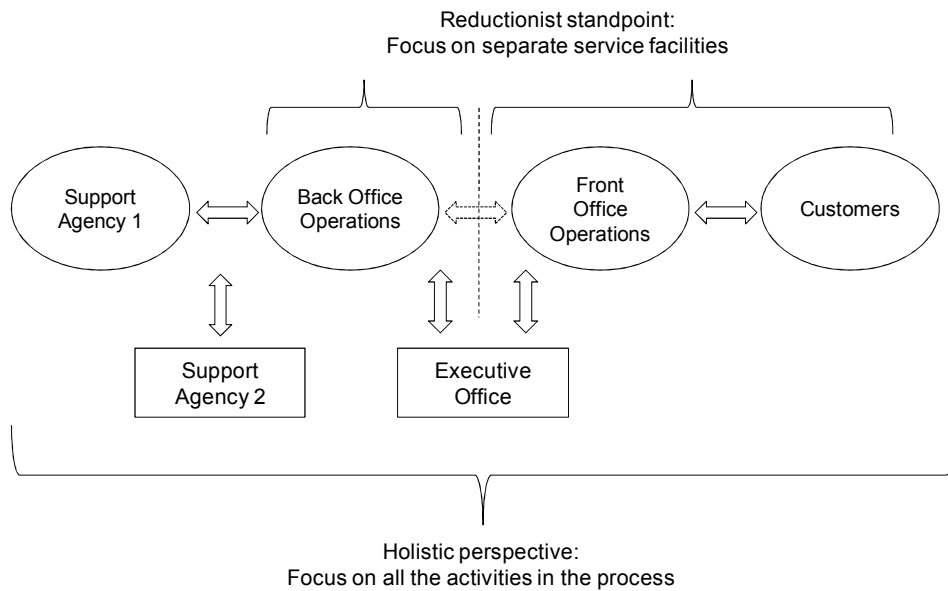 Reductionist standpoint:
Focus on separate service facilities
Support
Agency 1
Back Office
Operations
Front
Office
Operations
Customers
Support
Agency 2
Executive
Office
Holistic perspective:
Focus on all the activities in the process